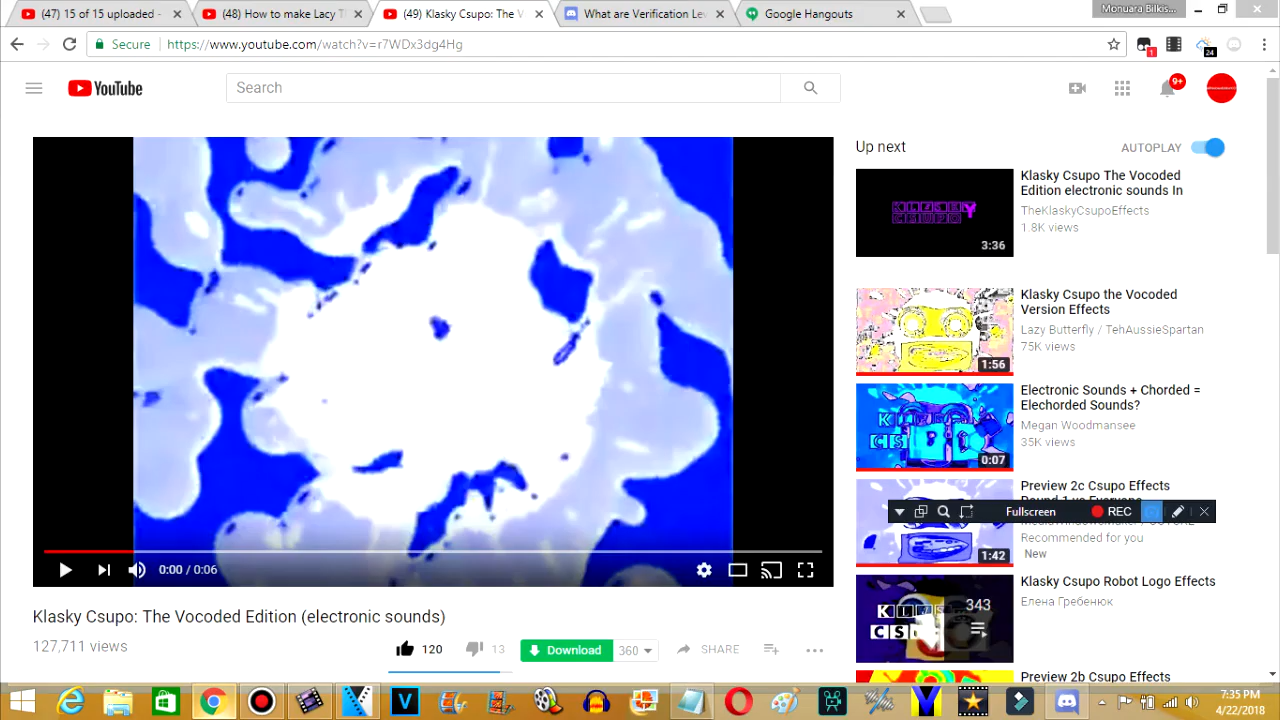 (47) 15 of 15 uploaded -
(48) How to make Lacy T
(49) Klasky Csupo: The V
What are Verification Lev
Google Hangouts
Monuara Bilkis...
Secure
https://www.youtube.com/watch?v=r7WDx3dg4Hg
1
24
YouTube
Search
9+
Up next
AUTOPLAY
KLASKY
CSUPO
3:36
Klasky Csupo The Vocoded
Edition electronic sounds In
TheKlaskyCsupoEffects
1.8K views
1:56
Klasky Csupo the Vocoded
Version Effects
Lazy Butterfly / TehAussieSpartan
75K views
0:07
Electronic Sounds + Chorded =
Elechorded Sounds?
Megan Woodmansee
35K views
1:42
Preview 2c Csupo Effects
Fullscreen
REC
Recommended for you
New
343
Klasky Csupo Robot Logo Effects
Елена Гребенюк
Preview 2b Csupo Effects
0:00 / 0:06
Klasky Csupo: The Vocoded Edition (electronic sounds)
127,711 views
120
13
Download
360
SHARE
7:35 PM
4/22/2018